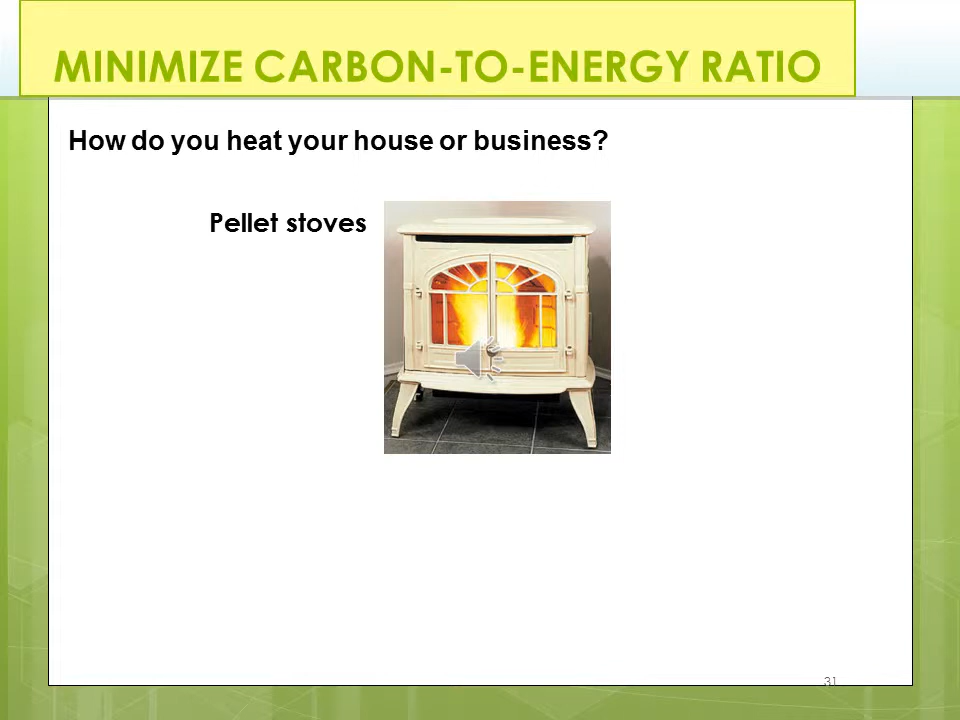 MINIMIZE CARBON-TO-ENERGY RATIO
How do you heat your house or business?
Pellet stoves
31